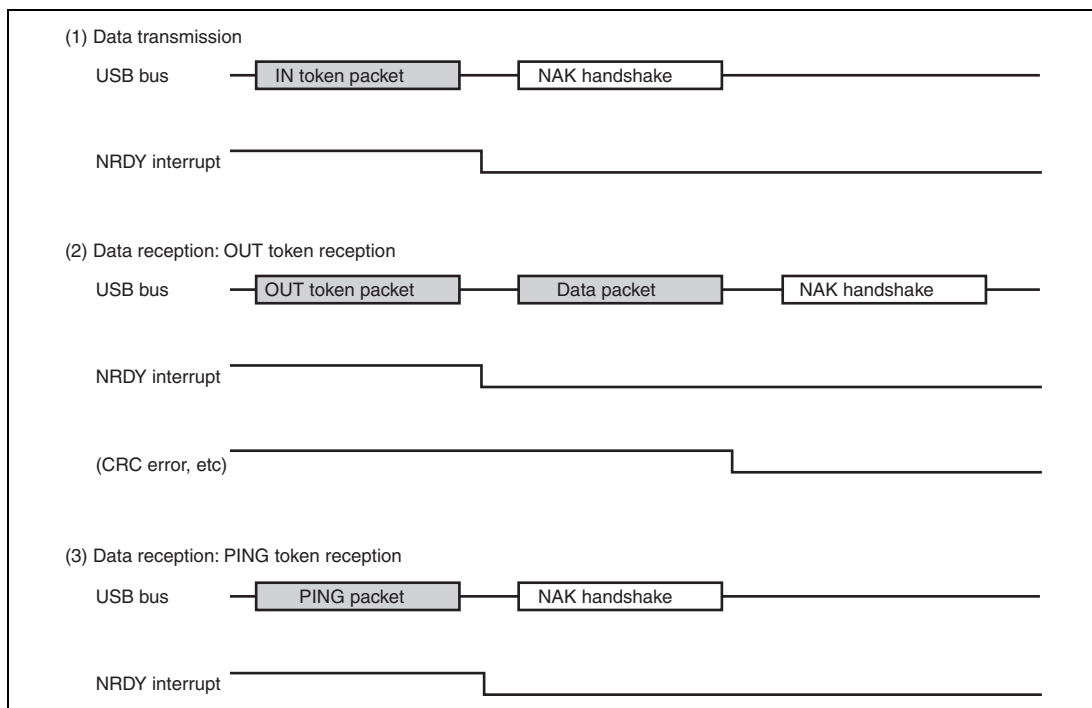 (1) Data transmission
USB bus IN token packet NAK handshake
NRDY interrupt
(2) Data reception: OUT token reception
USB bus OUT token packet Data packet NAK handshake
NRDY interrupt
(CRC error, etc)
(3) Data reception: PING token reception
USB bus PING packet NAK handshake
NRDY interrupt